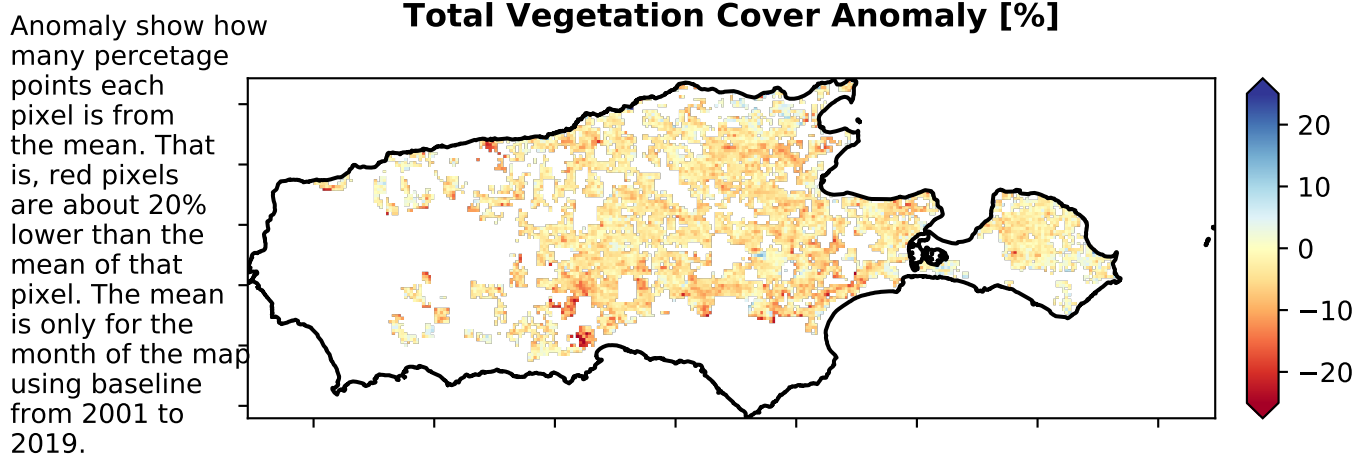 Total Vegetation Cover Anomaly [%]
Anomaly show how
many percetage
points each
pixel is from
the mean. That
is, red pixels
are about 20%
lower than the
mean of that
pixel. The mean
is only for the
month of the map
using baseline
from 2001 to
2019.
20
10
0
−10
−20